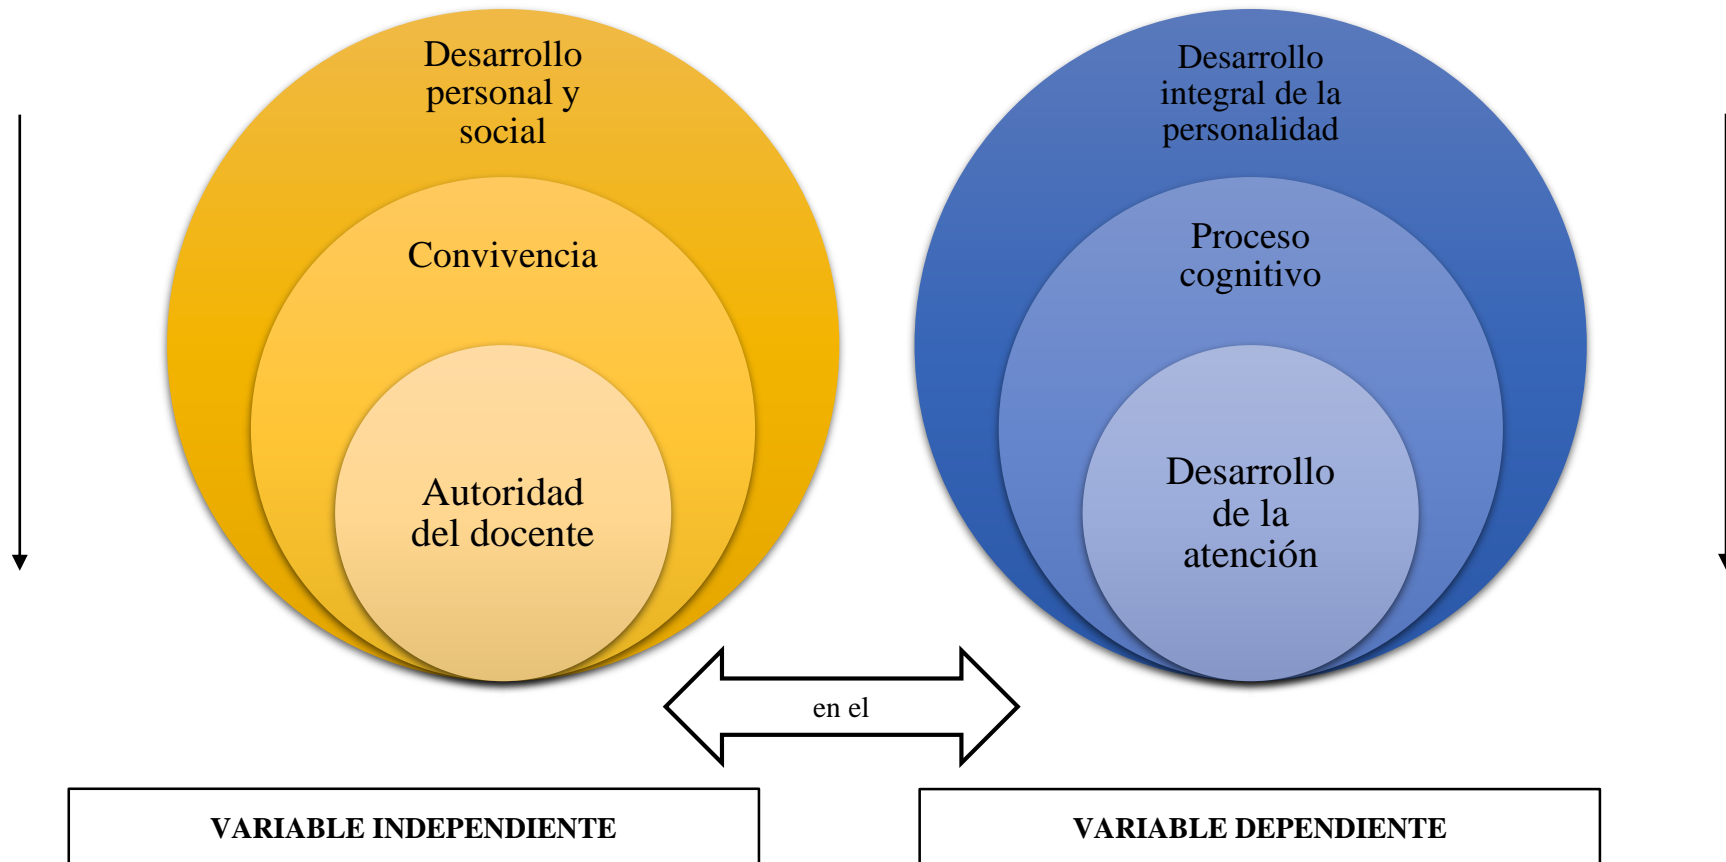 Desarrollo
personal y
social
Convivencia
Autoridad
del docente
Desarrollo
integral de la
personalidad
Proceso
cognitivo
Desarrollo
de la
atención
en el
VARIABLE INDEPENDIENTE
VARIABLE DEPENDIENTE